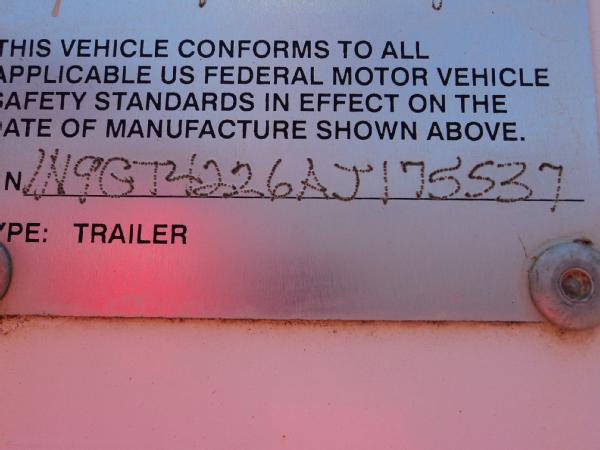 THIS VEHICLE CONFORMS TO ALL
APPLICABLE US FEDERAL MOTOR VEHICLE
SAFETY STANDARDS IN EFFECT ON THE
DATE OF MANUFACTURE SHOWN ABOVE.
N 1N9GT4226AJ175537
YPE: TRAILER